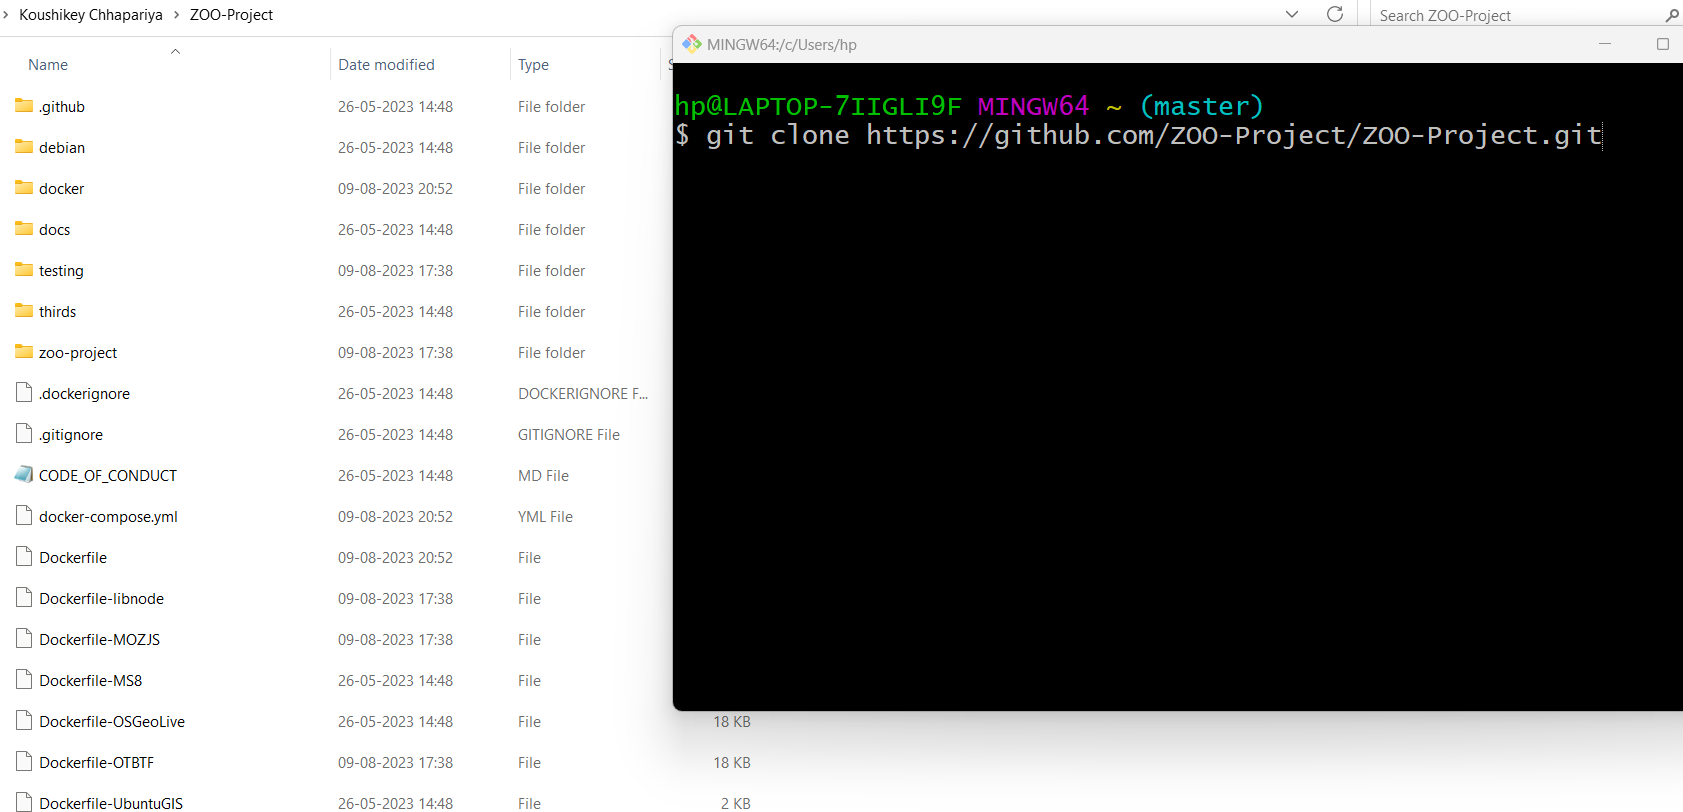 Koushikey Chhapariya > ZOO-Project
Search ZOO-Project
Name Date modified Type
.github 26-05-2023 14:48 File folder
debian 26-05-2023 14:48 File folder
docker 09-08-2023 20:52 File folder
docs 26-05-2023 14:48 File folder
testing 09-08-2023 17:38 File folder
thirds 26-05-2023 14:48 File folder
zoo-project 09-08-2023 17:38 File folder
.dockerignore 26-05-2023 14:48 DOCKERIGNORE F...
.gitignore 26-05-2023 14:48 GITIGNORE File
CODE_OF_CONDUCT 26-05-2023 14:48 MD File
docker-compose.yml 09-08-2023 20:52 YML File
Dockerfile 09-08-2023 20:52 File
Dockerfile-libnode 09-08-2023 17:38 File
Dockerfile-MOZJS 09-08-2023 17:38 File
Dockerfile-MS8 26-05-2023 14:48 File
Dockerfile-OSGeoLive 26-05-2023 14:48 File 18 KB
Dockerfile-OTBTF 09-08-2023 17:38 File 18 KB
Dockerfile-UbuntuGIS 26-05-2023 14:48 File 2 KB
MINGW64:/c/Users/hp
hp@LAPTOP-7IIGLI9F MINGW64 ~ (master)
$ git clone https://github.com/ZOO-Project/ZOO-Project.git